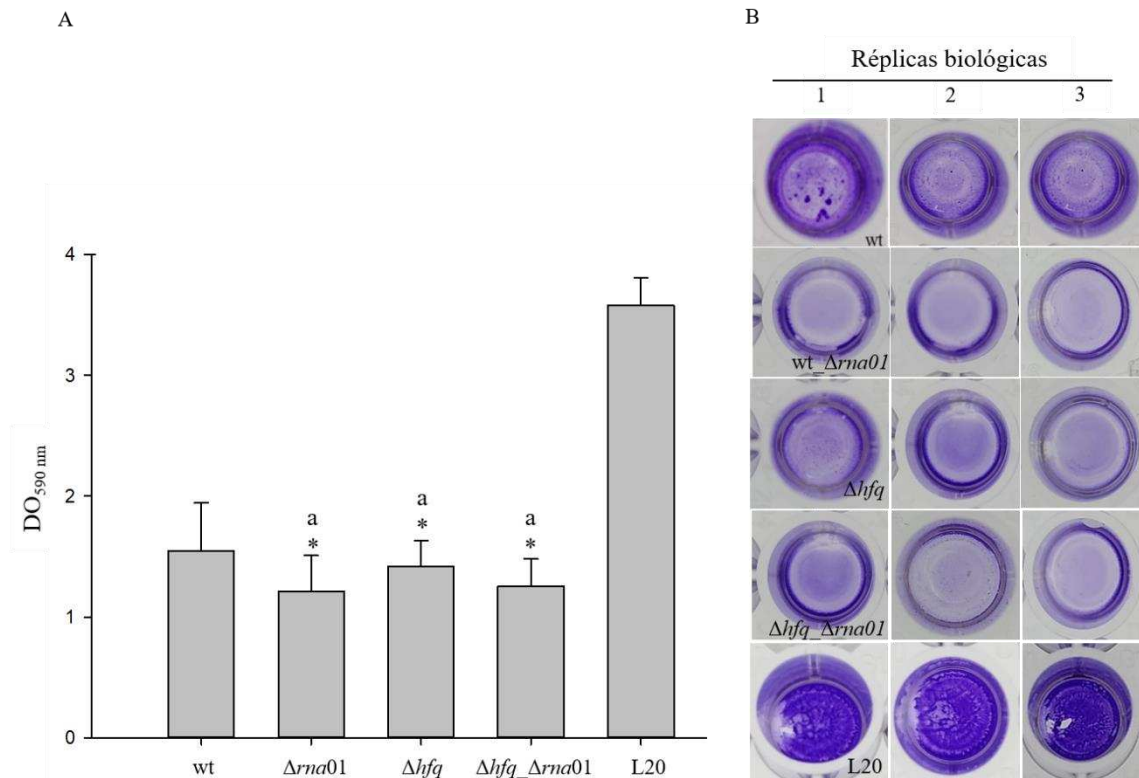 A
DO590 nm
4
3
2
1
0
a
*
a
*
a
*
wt
Δrna01
Δhfq
Δhfq_Δrna01
L20
B
Réplicas biológicas
1 2 3
wt
wt_Δrna01
Δhfq
Δhfq_Δrna01
L20